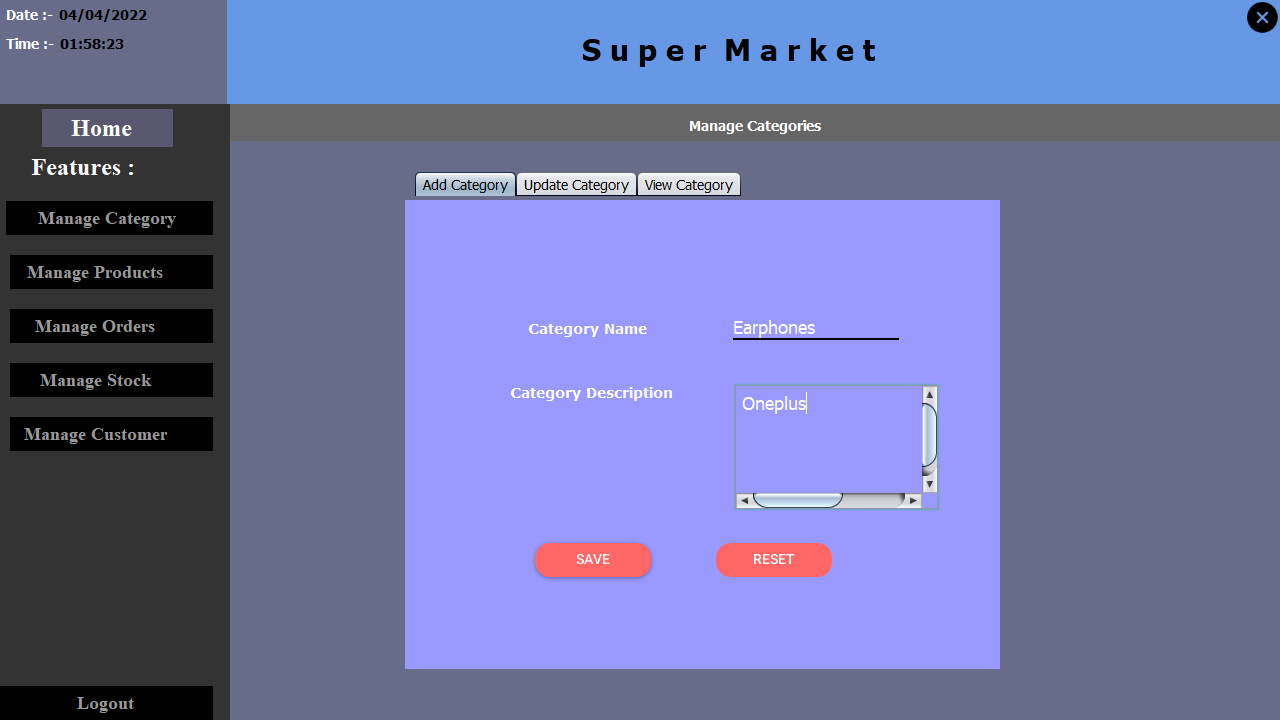 Date :- 04/04/2022
Time :- 01:58:23
Super Market
Home
Features :
Manage Category
Manage Products
Manage Orders
Manage Stock
Manage Customer
Logout
Manage Categories
Add Category Update Category View Category
Category Name Earphones
Category Description Oneplus
SAVE RESET